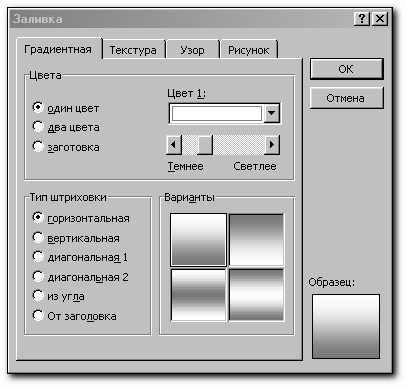 Заливка
Градиентная Текстура Узор Рисунок
Цвета
один цвет
два цвета
заготовка
Цвет 1:
Темнее Светлее
OK
Отмена
Тип штриховки
горизонтальная
вертикальная
диагональная 1
диагональная 2
из угла
От заголовка
Варианты
Образец: